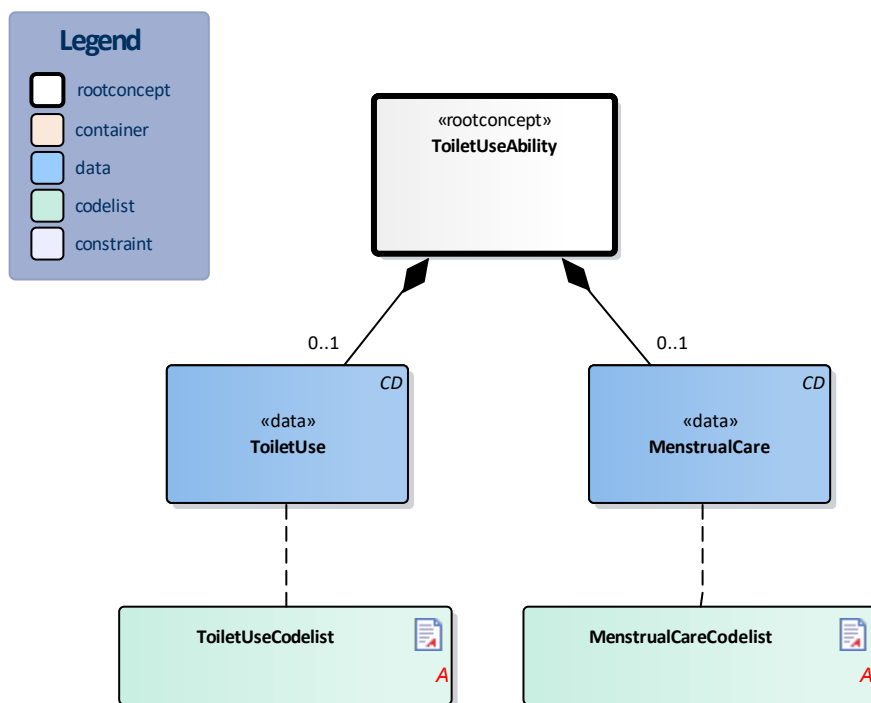 Legend
rootconcept
container
data
codelist
constraint
«rootconcept»
ToiletUseAbility
0..1
0..1
CD
«data»
ToiletUse
CD
«data»
MenstrualCare
ToiletUseCodelist
A
MenstrualCareCodelist
A